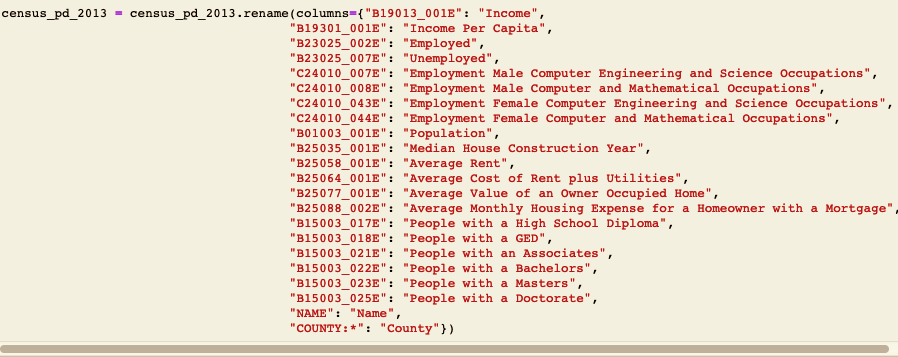 census_pd_2013 = census_pd_2013.rename(columns={"B19013_001E": "Income",
"B19301_001E": "Income Per Capita",
"B23025_002E": "Employed",
"B23025_007E": "Unemployed",
"C24010_007E": "Employment Male Computer Engineering and Science Occupations",
"C24010_008E": "Employment Male Computer and Mathematical Occupations",
"C24010_043E": "Employment Female Computer Engineering and Science Occupations",
"C24010_044E": "Employment Female Computer and Mathematical Occupations",
"B01003_001E": "Population",
"B25035_001E": "Median House Construction Year",
"B25058_001E": "Average Rent",
"B25064_001E": "Average Cost of Rent plus Utilities",
"B25077_001E": "Average Value of an Owner Occupied Home",
"B25088_002E": "Average Monthly Housing Expense for a Homeowner with a Mortgage",
"B15003_017E": "People with a High School Diploma",
"B15003_018E": "People with a GED",
"B15003_021E": "People with an Associates",
"B15003_022E": "People with a Bachelors",
"B15003_023E": "People with a Masters",
"B15003_025E": "People with a Doctorate",
"NAME": "Name",
"COUNTY:*": "County"})